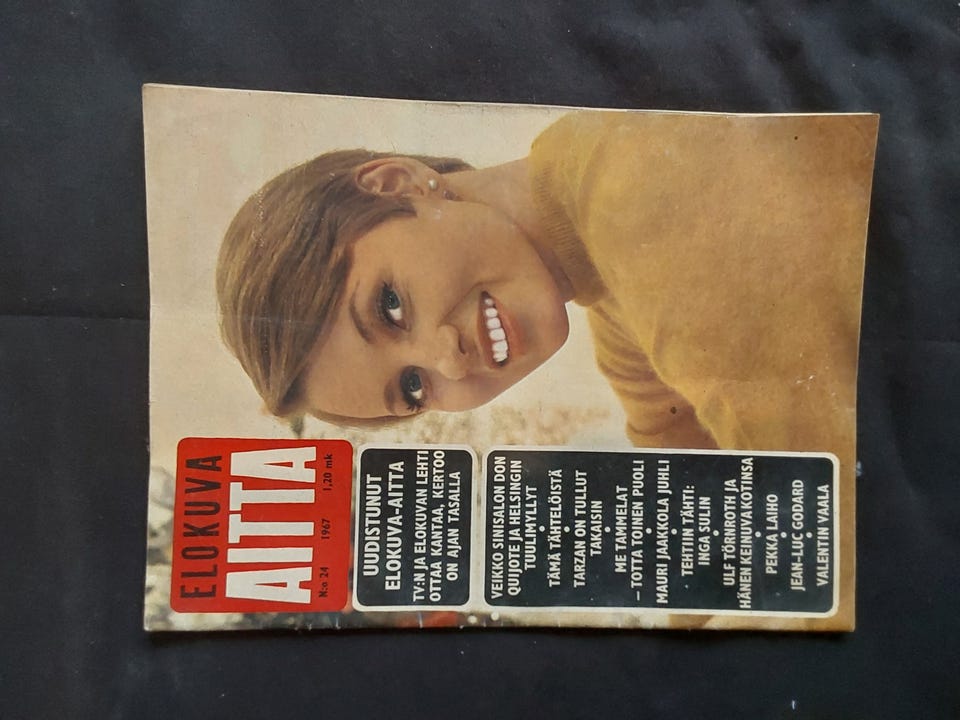 ELOKUVA
AITTA
N:o 24 1967 1,20 mk
UUDISTUNUT
ELOKUVA-AITTA
TV:N JA ELOKUVAN LEHTI
OTTAA KANTAA, KERTOO
ON AJAN TASALLA
VEIKKO SINISALON DON
QUIJOTE JA HELSINGIN
TUULIMYLLYT
•
TÄMÄ TÄHTELÖISTÄ
•
TARZAN ON TULLUT
TAKAISIN
•
ME TAMMELAT
– TOTTA TOINEN PUOLI
•
MAURI JAAKKOLA JUHILI
•
TEHTIIN TÄHTI:
INGA SULIN
•
ULF TÖRNROTH JA
HÄNEN KEINUVA KOTINSA
•
PEKKA LAIHO
•
JEAN-LUC GODARD
•
VALENTIN VAALA